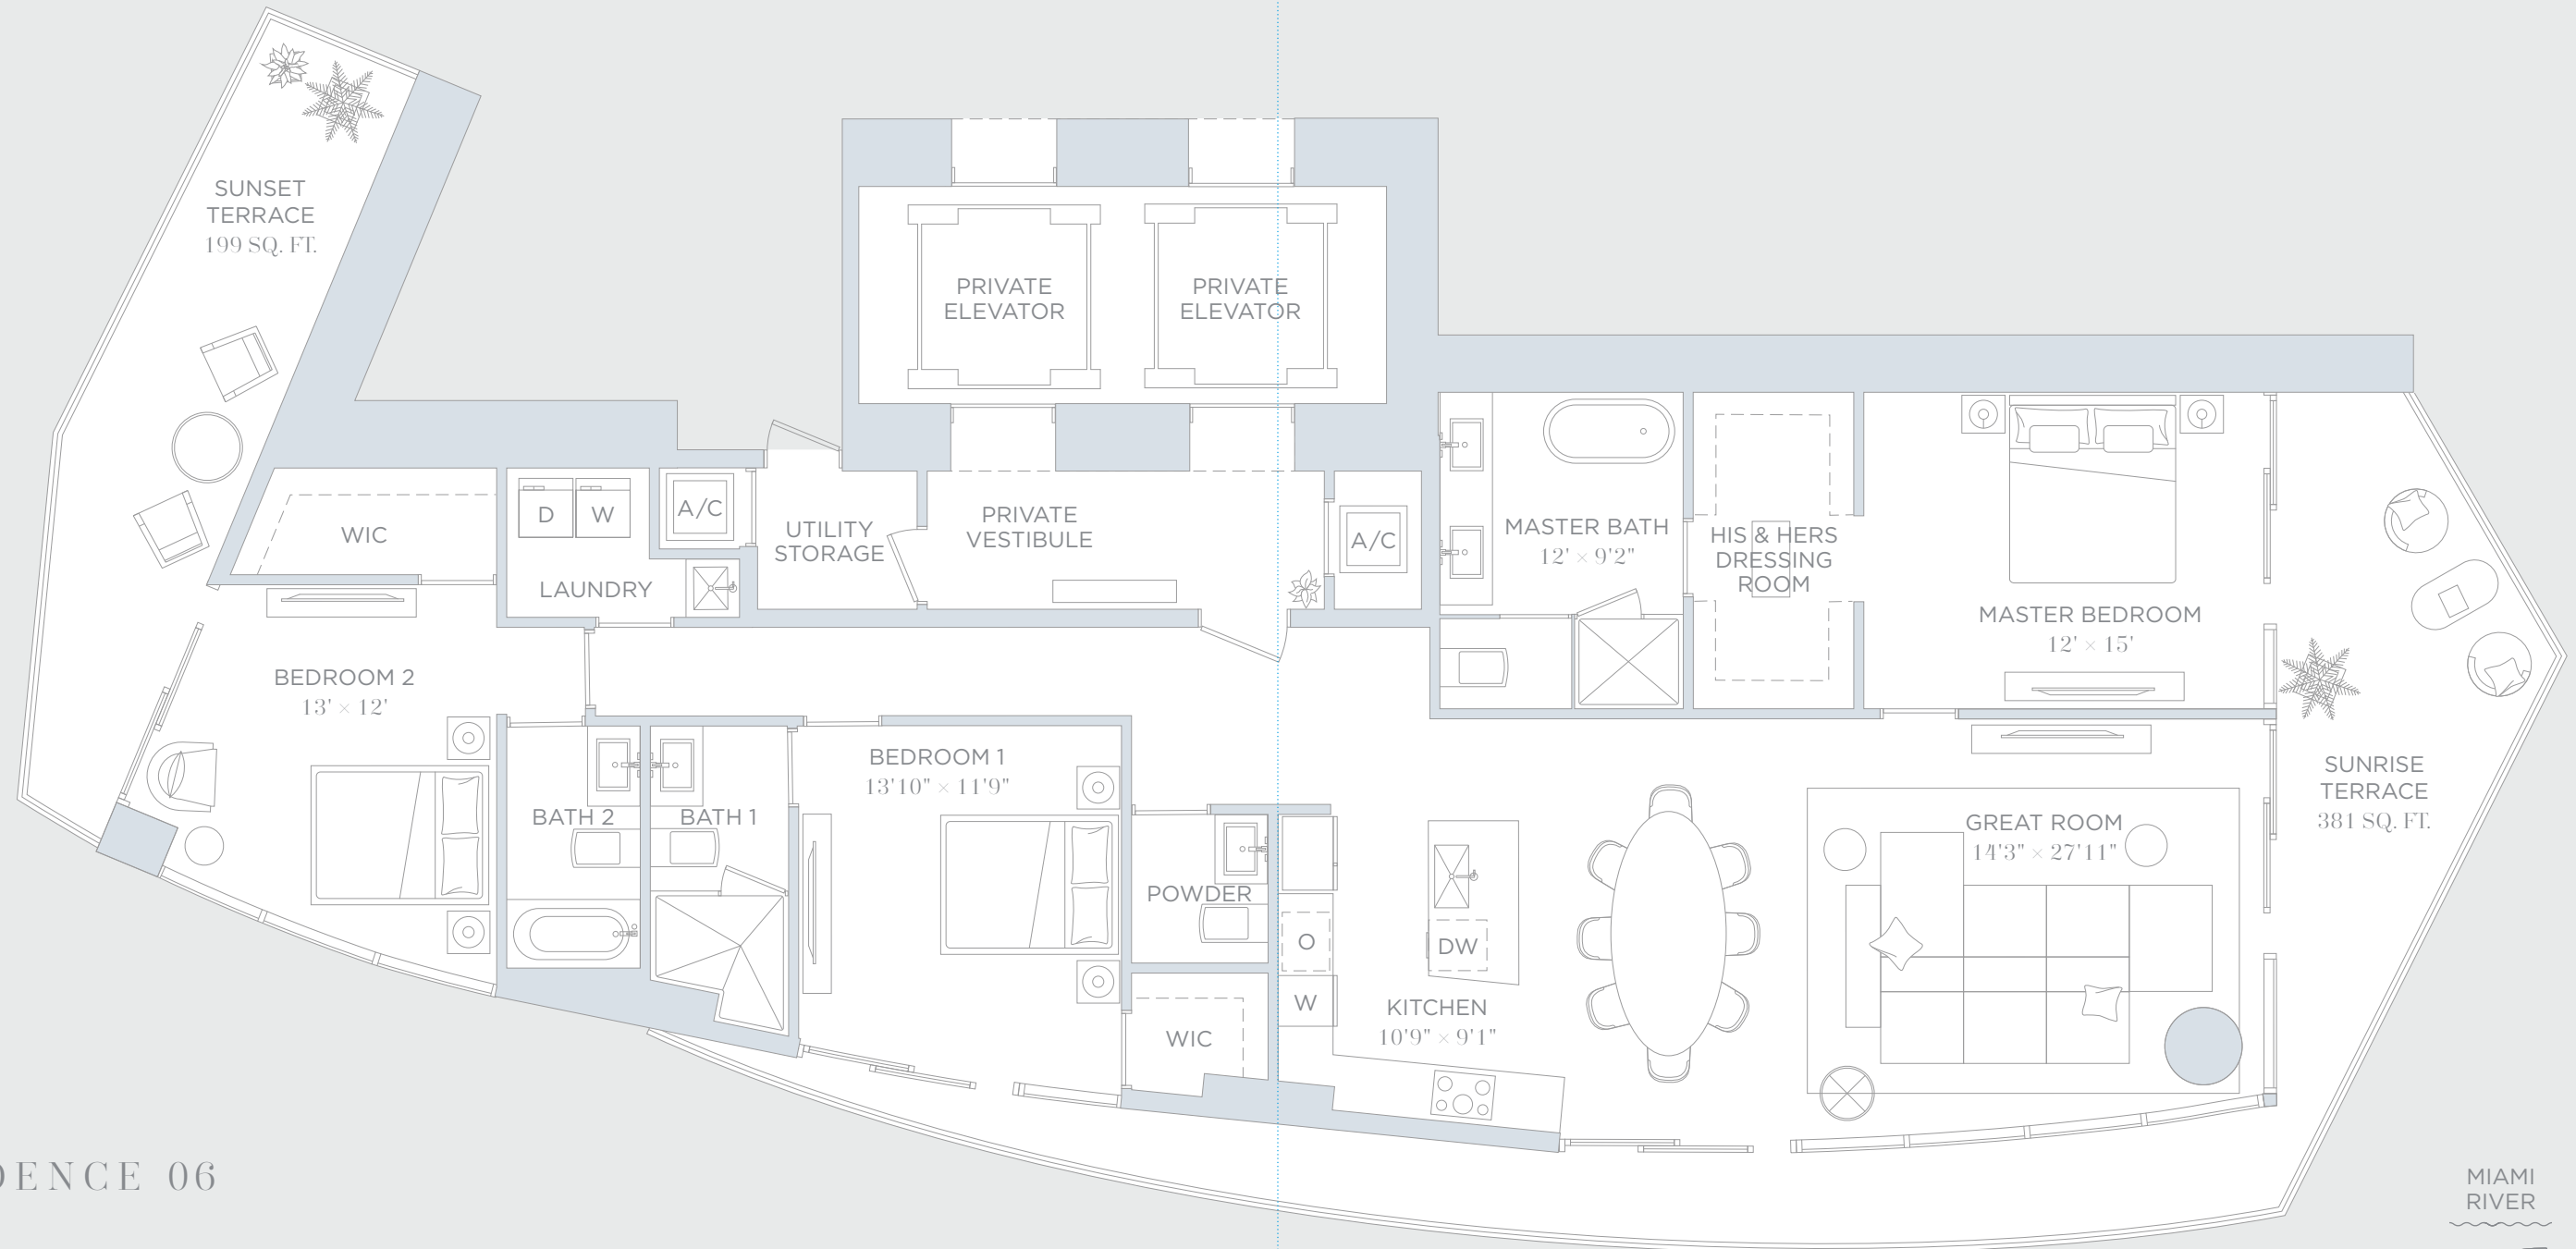 SUNSET
TERRACE
199 SQ. FT.
PRIVATE
ELEVATOR
PRIVATE
ELEVATOR
WIC
D
W
LAUNDRY
A/C
UTILITY
STORAGE
PRIVATE
VESTIBULE
A/C
MASTER BATH
12' × 9'2"
HIS & HERS
DRESSING
ROOM
MASTER BEDROOM
12' × 15'
BEDROOM 2
13' × 12'
BATH 2
BATH 1
BEDROOM 1
13'10" × 11'9"
POWDER
WIC
O
W
DW
KITCHEN
10'9" × 9'1"
GREAT ROOM
14'3" × 27'11"
SUNRISE
TERRACE
381 SQ. FT.
DENCE 06
MIAMI
RIVER